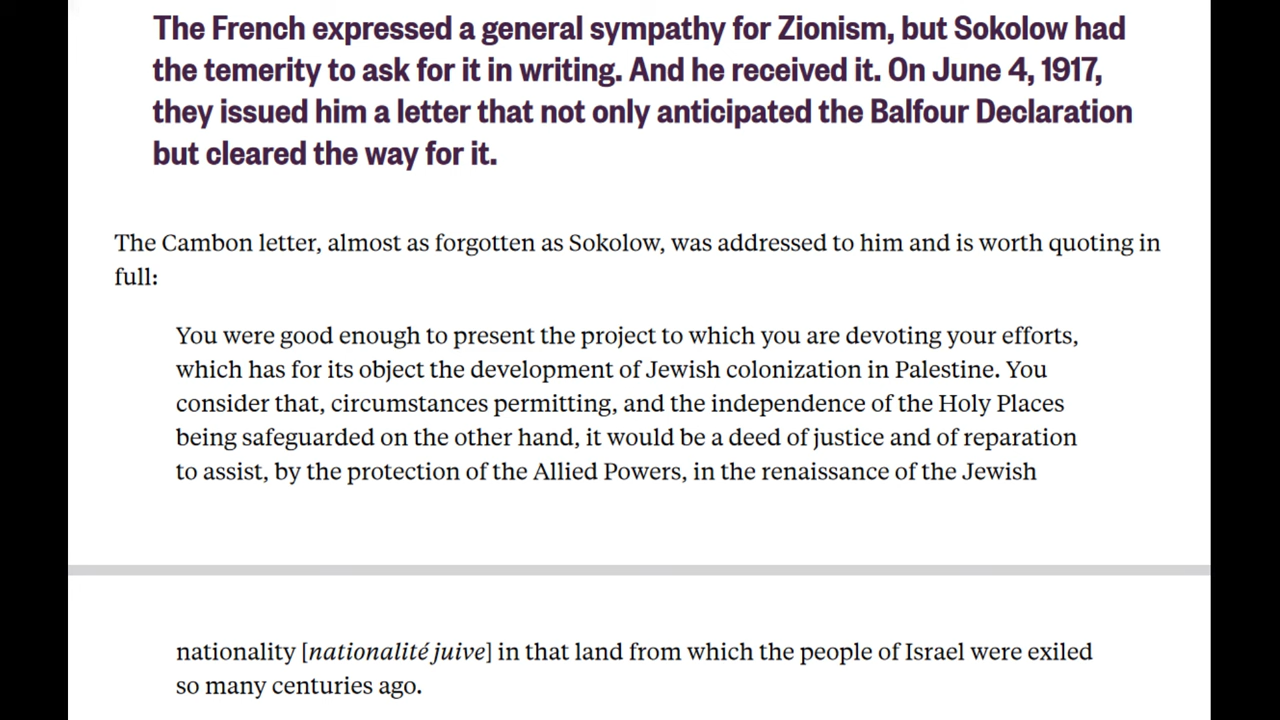 The French expressed a general sympathy for Zionism, but Sokolow had
the temerity to ask for it in writing. And he received it. On June 4, 1917,
they issued him a letter that not only anticipated the Balfour Declaration
but cleared the way for it.
The Cambon letter, almost as forgotten as Sokolow, was addressed to him and is worth quoting in
full:
You were good enough to present the project to which you are devoting your efforts,
which has for its object the development of Jewish colonization in Palestine. You
consider that, circumstances permitting, and the independence of the Holy Places
being safeguarded on the other hand, it would be a deed of justice and of reparation
to assist, by the protection of the Allied Powers, in the renaissance of the Jewish
nationality [nationalité juive] in that land from which the people of Israel were exiled
so many centuries ago.